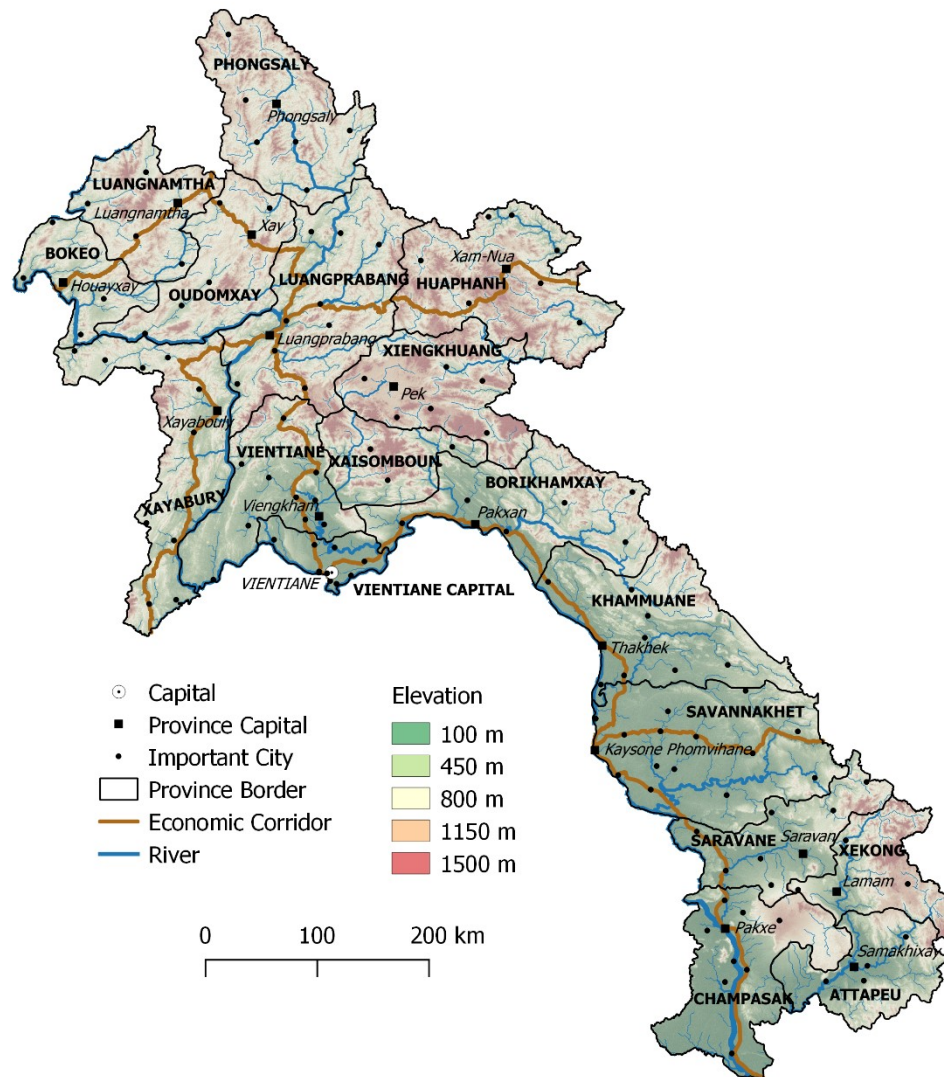 PHONGSALY
Phongsaly
LUANGNAMTHA
Luangnamtha
Xay
BOKEO
Houayxay
OUDOMXAY
LUANGPRABANG
Xam-Nua
HUAPHANH
Luangprabang
XIENGKHUANG
Pek
Xayabouly
VIENTIANE
XAISOMBOUN
BORIKHAMXAY
XAYABURY
Viengkham
Pakxan
VIENTIANE
VIENTIANE CAPITAL
KHAMMUANE
Thakhek
SAVANNAKHET
Kaysone Phomvihane
SARAVANE
Saravan
XEKONG
Lamam
Pakxe
Samakhixay
CHAMPASAK
ATTAPEU
Capital
Province Capital
Important City
Province Border
Economic Corridor
River
Elevation
100 m
450 m
800 m
1150 m
1500 m
0 100 200 km